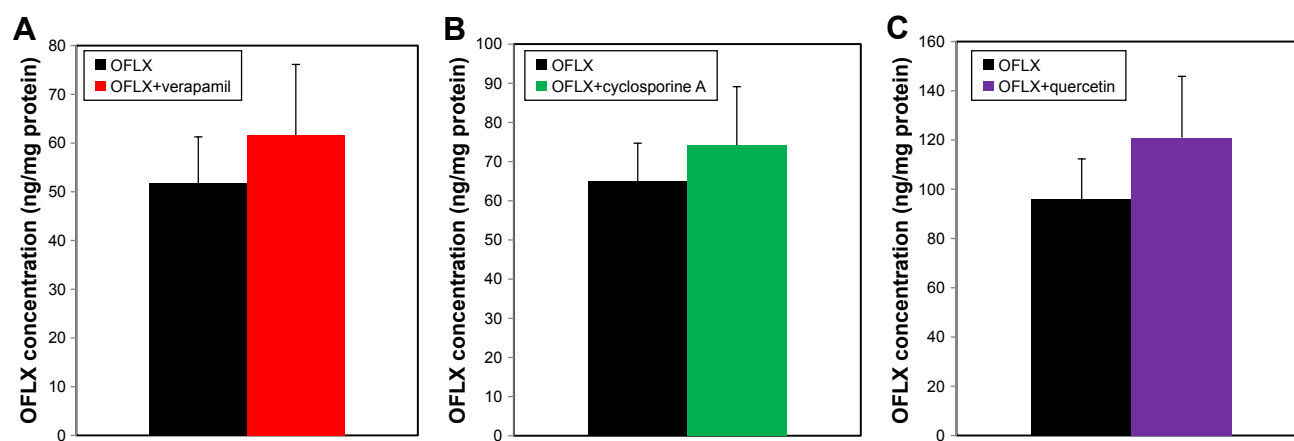 A
OFLX concentration (ng/mg protein)
80
70
60
50
40
30
20
10
0
OFLX
OFLX+verapamil
B
OFLX concentration (ng/mg protein)
100
90
80
70
60
50
40
30
20
10
0
OFLX
OFLX+cyclosporine A
C
OFLX concentration (ng/mg protein)
160
140
120
100
80
60
40
20
0
OFLX
OFLX+quercetin